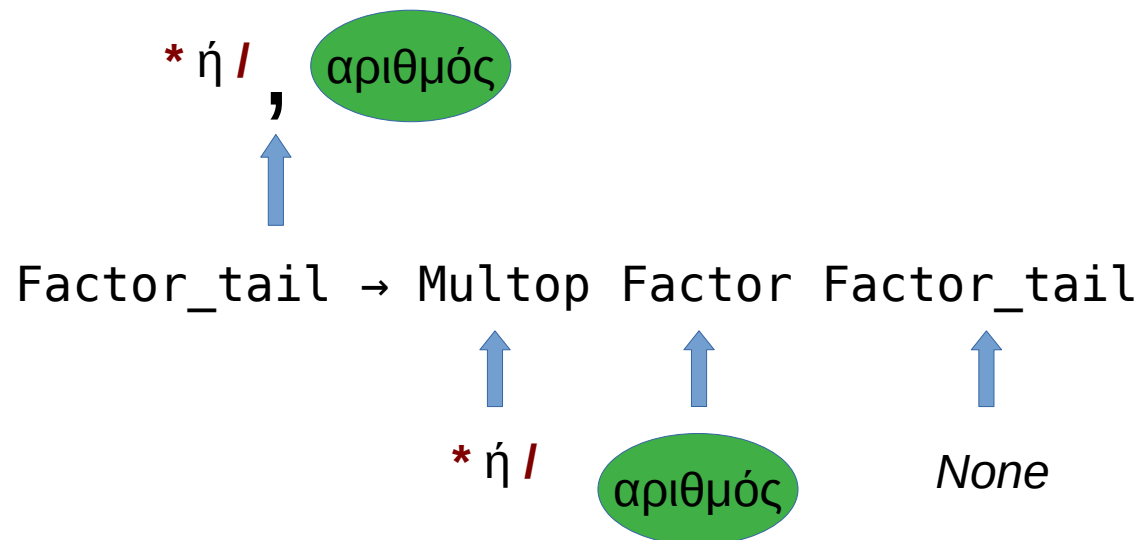 * ή / , αριθμός
Factor_tail → Multop Factor Factor_tail
* ή / αριθμός None